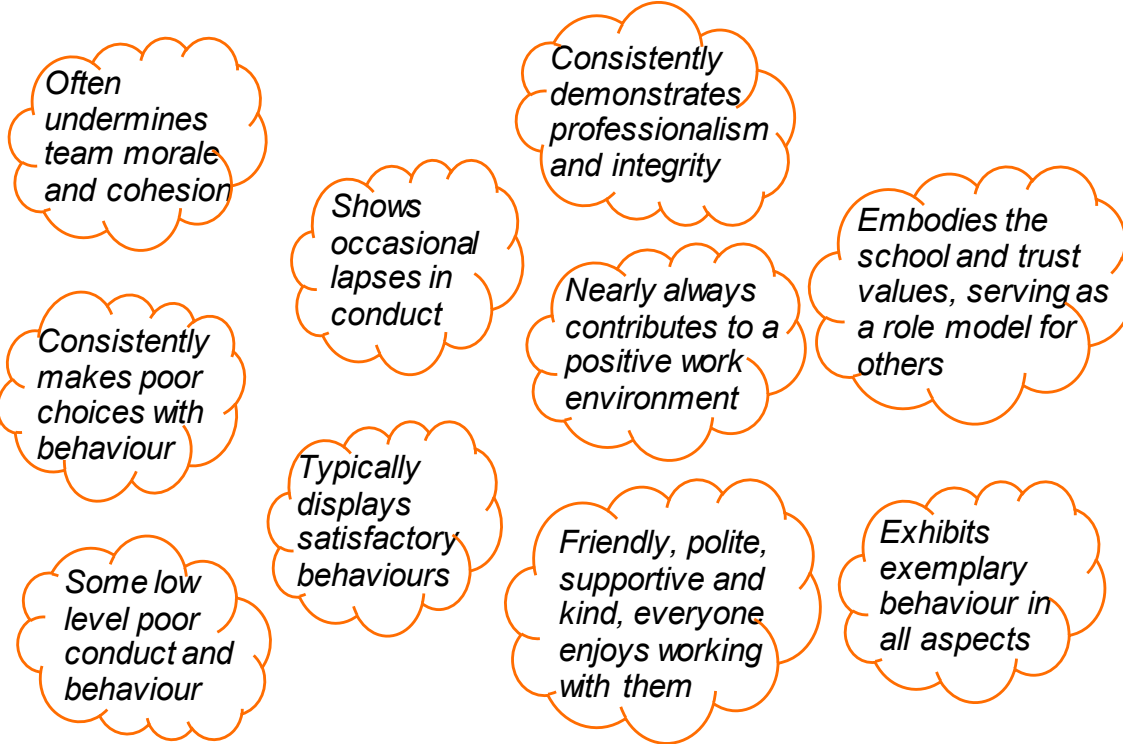 Often
undermines
team morale
and cohesion
Consistently
makes poor
choices with
behaviour
Some low
level poor
conduct and
behaviour
Shows
occasional
lapses in
conduct
Typically
displays
satisfactory
behaviours
Consistently
demonstrates
professionalism
and integrity
Nearly always
contributes to a
positive work
environment
Friendly, polite,
supportive and
kind, everyone
enjoys working
with them
Embodies the
school and trust
values, serving as
a role model for
others
Exhibits
exemplary
behaviour in
all aspects